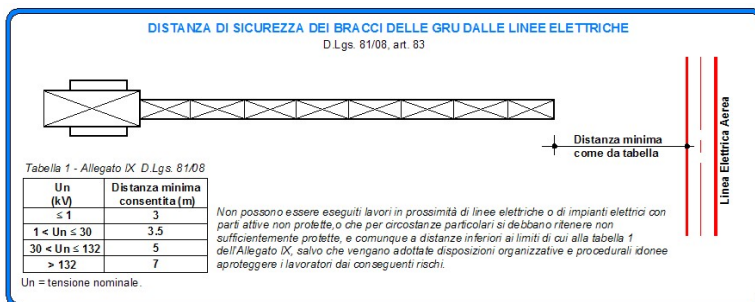 DISTANZA DI SICUREZZA DEI BRACCI DELLE GRU DALLE LINEE ELETTRICHE
D.Lgs. 81/08, art. 83
Distanza minima
come da tabella
Linea Elettrica Aerea
Tabella 1 - Allegato IX D.Lgs. 81/08
Un
(kV)
Distanza minima
consentita (m)
≤ 1 3
1 < Un ≤ 30 3.5
30 < Un ≤ 132 5
> 132 7
Un = tensione nominale.
Non possono essere eseguiti lavori in prossimità di linee elettriche o di impianti elettrici con
parti attive non protette,o che per circostanze particolari si debbano ritenere non
sufficientemente protette, e comunque a distanze inferiori ai limiti di cui alla tabella 1
dell'Allegato IX, salvo che vengano adottate disposizioni organizzative e procedurali idonee
aproteggere i lavoratori dai conseguenti rischi.